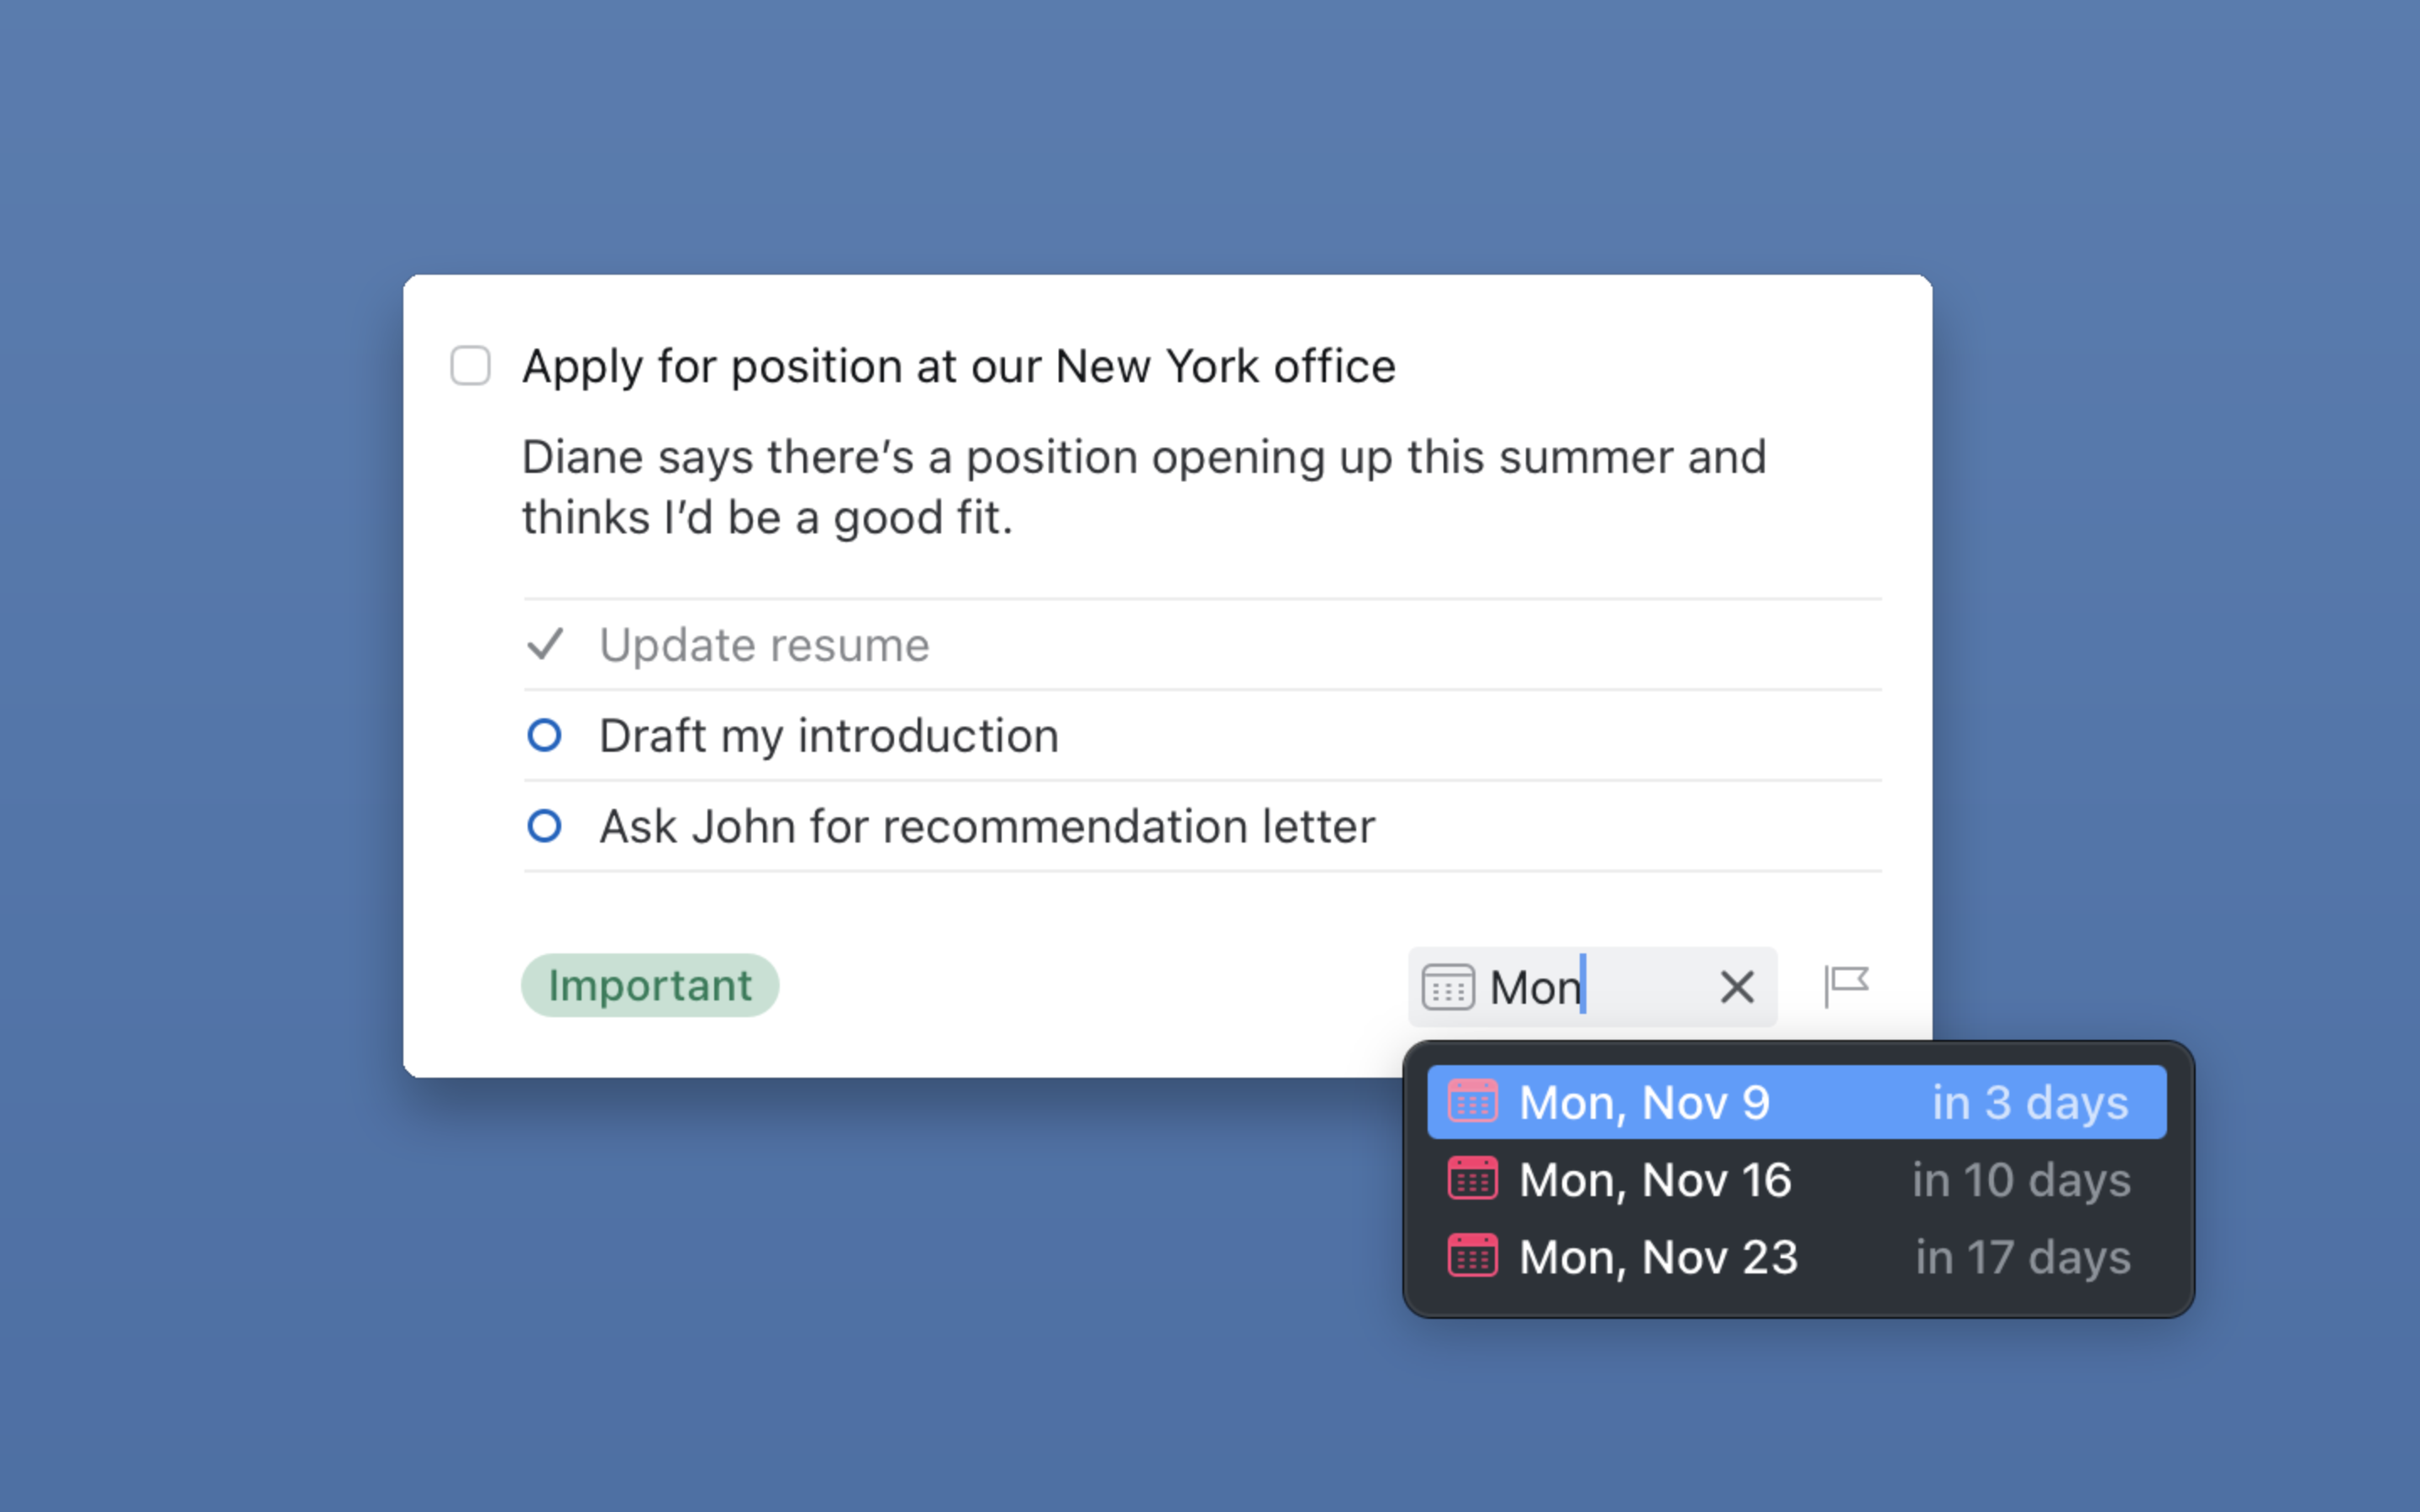 Apply for position at our New York office
Diane says there’s a position opening up this summer and
thinks I’d be a good fit.
Update resume
Draft my introduction
Ask John for recommendation letter
Important
Mon
Mon, Nov 9 in 3 days
Mon, Nov 16 in 10 days
Mon, Nov 23 in 17 days